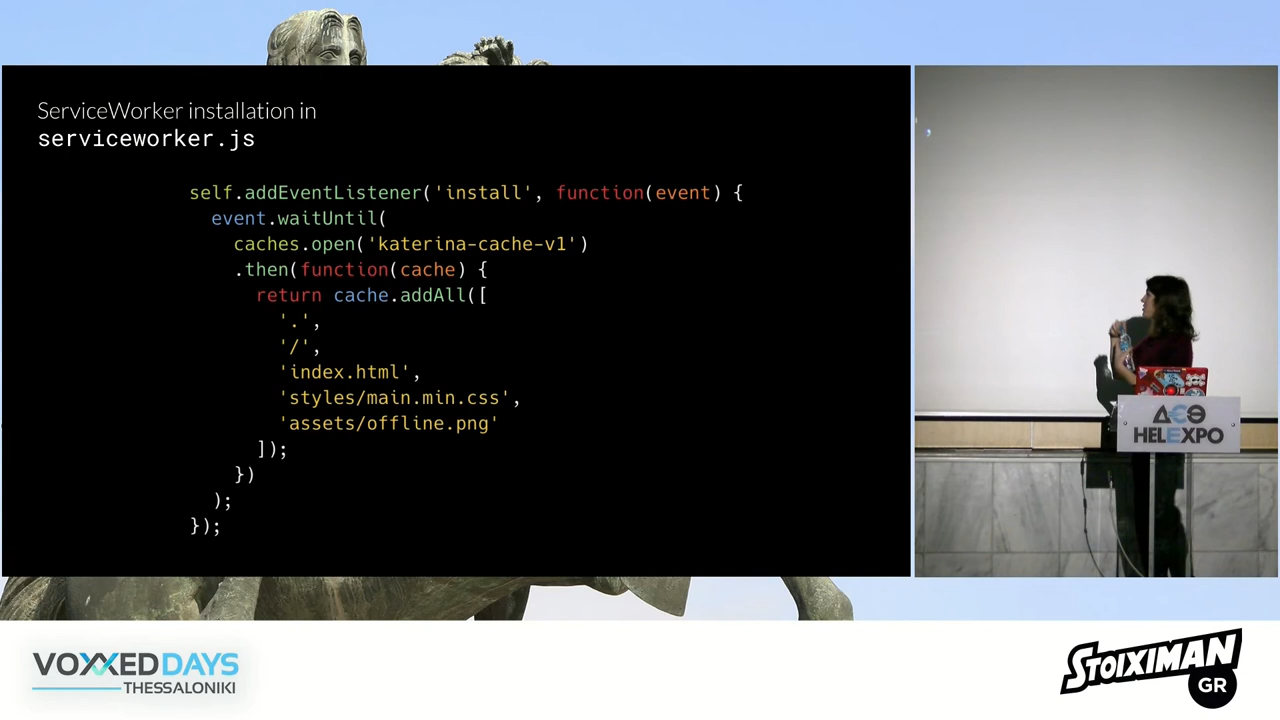 ServiceWorker installation in
serviceworker.js
self.addEventListener('install', function(event) {
  event.waitUntil(
    caches.open('katerina-cache-v1')
    .then(function(cache) {
      return cache.addAll([
        '.',
        '/',
        'index.html',
        'styles/main.min.css',
        'assets/offline.png'
      ]);
    })
  );
});
ΔΕΘ
HELEXPO
VOXXED DAYS
THESSALONIKI
STOIXIMAN
GR